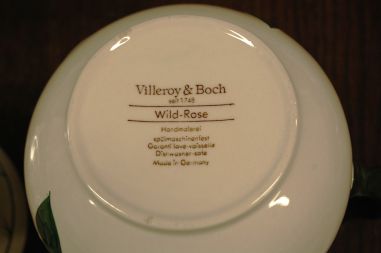 Villeroy & Boch
seit 1748
Wild-Rose
Handmalerei
spülmaschinenfest
Garanti lave-vaisselle
Dishwasher-safe
Made in Germany